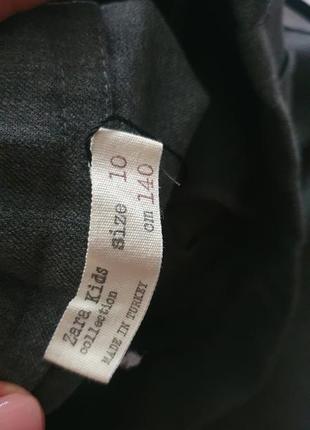 Zara Kids
collection
size 10
cm 140
MADE IN TURKEY